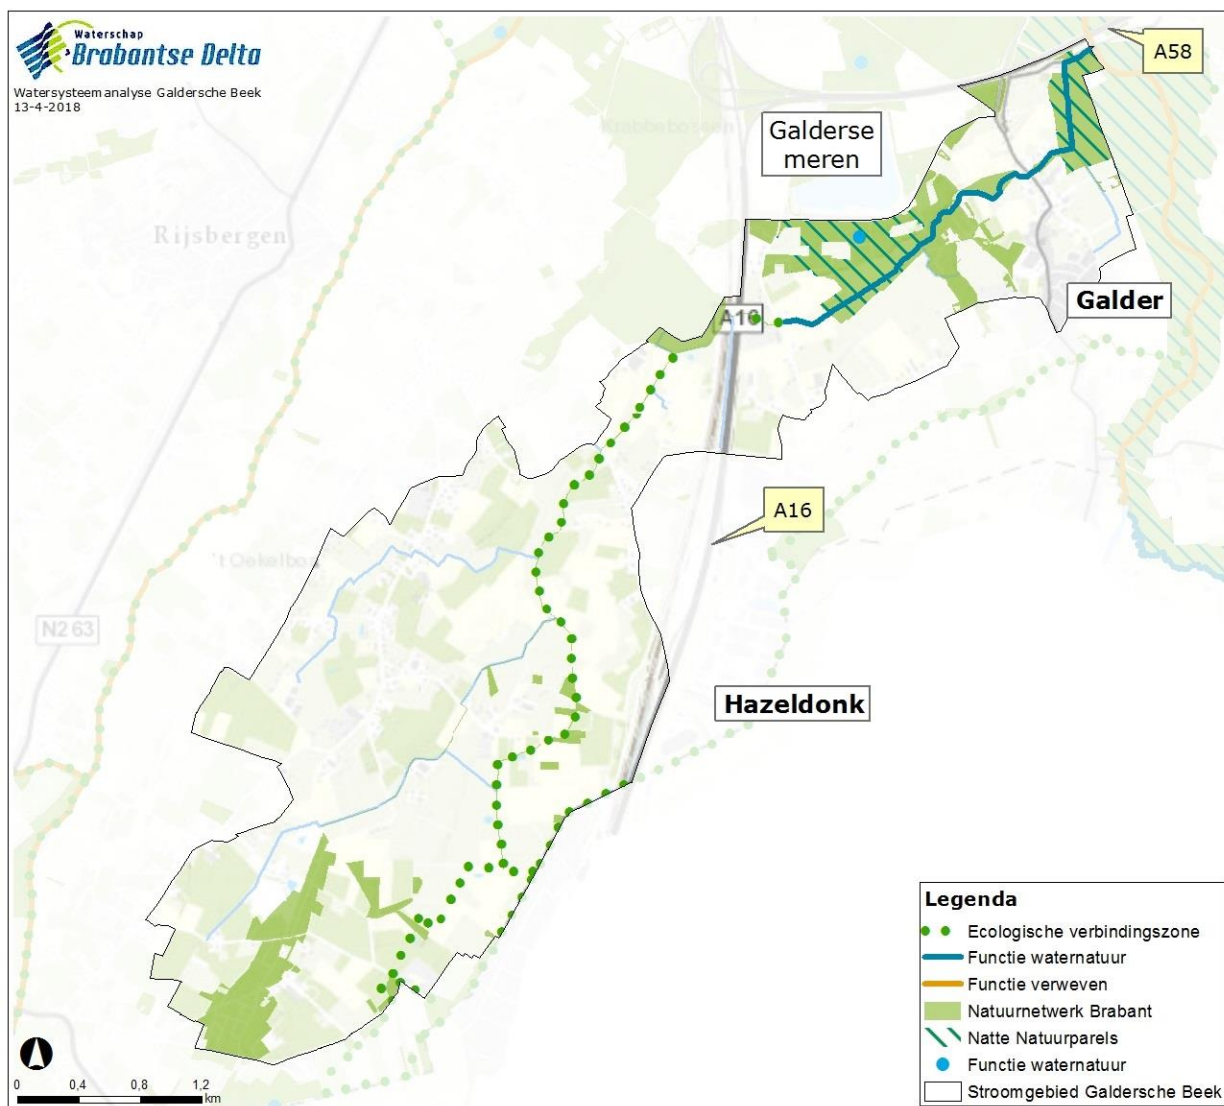 Waterschap
Brabantse Delta
Watersysteemanalyse Galdersche Beek
13-4-2018
A58
Krabbebossen
Galderse
meren
Rijsbergen
Galder
A16
A16
't Oekelbo
N263
Hazeldonk
Legenda
Ecologische verbindingszone
Functie waternatuur
Functie verweven
Natuurnetwerk Brabant
Natte Natuurparels
Functie waternatuur
Stroomgebied Galdersche Beek
0 0,4 0,8 1,2
km